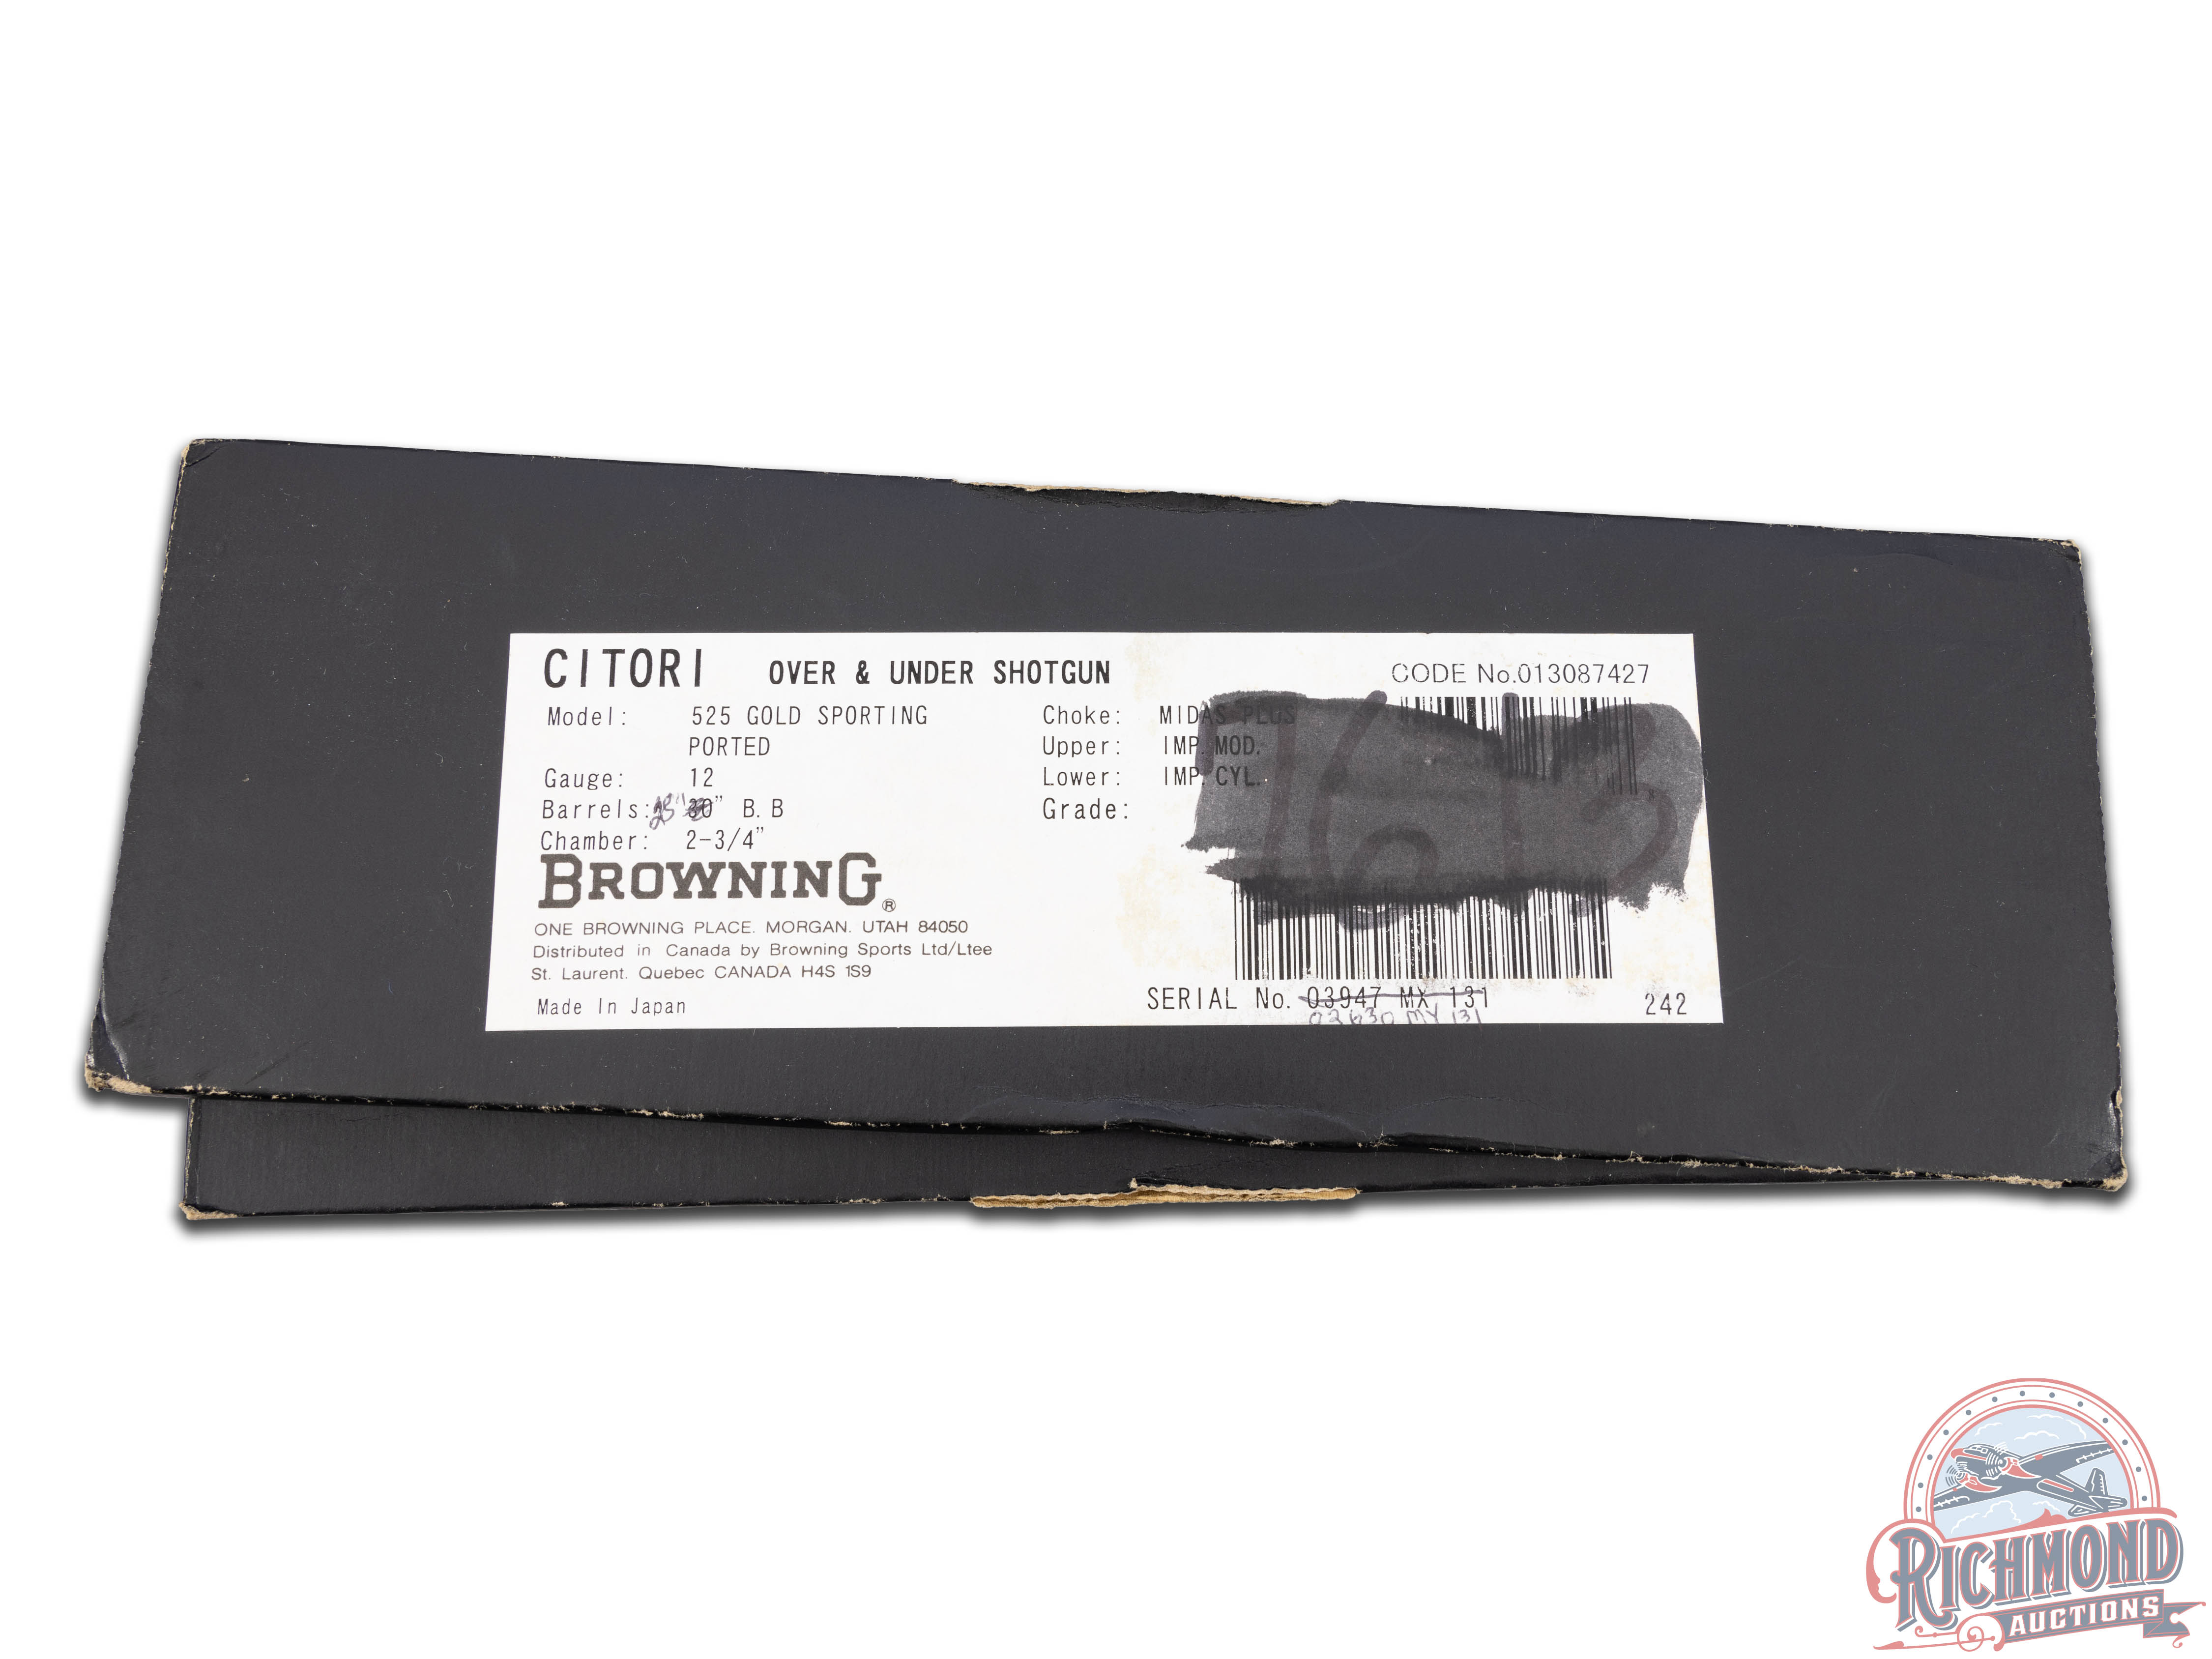 CITORI OVER & UNDER SHOTGUN CODE No.013087427
Model: 525 GOLD SPORTING Choke: MIDAS PLUS
PORTED Upper: IMP. MOD.
Gauge: 12 Lower: IMP. CYL.
Barrels: 30" B.B Grade:
Chamber: 2-3/4"
BROWNING®
ONE BROWNING PLACE. MORGAN. UTAH 84050
Distributed in Canada by Browning Sports Ltd/Ltee
St. Laurent. Quebec CANADA H4S 1S9
Made In Japan SERIAL No. 03947 MX 131 242
02630 MY 131
RICHMOND
AUCTIONS